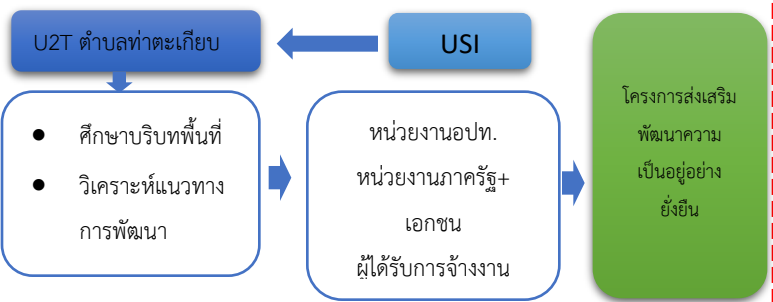 U2T ตำบลท่าตะเกียบ
USI
● ศึกษาบริบทพื้นที่
● วิเคราะห์แนวทาง
การพัฒนา
หน่วยงานอปท.
หน่วยงานภาครัฐ+
เอกชน
ผู้ได้รับการจ้างงาน
โครงการส่งเสริม
พัฒนาความ
เป็นอยู่อย่าง
ยั่งยืน